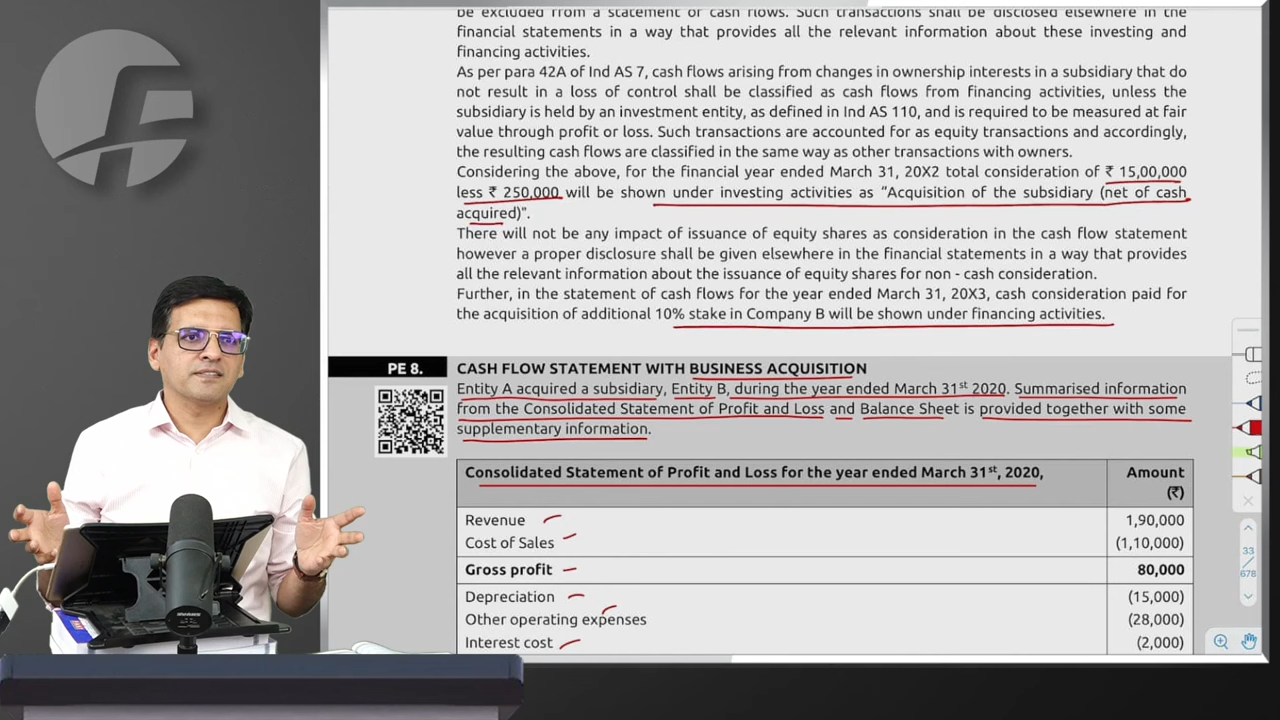 be excluded from a statement of cash flows. Such transactions shall be disclosed elsewhere in the
financial statements in a way that provides all the relevant information about these investing and
financing activities.
As per para 42A of Ind AS 7, cash flows arising from changes in ownership interests in a subsidiary that do
not result in a loss of control shall be classified as cash flows from financing activities, unless the
subsidiary is held by an investment entity, as defined in Ind AS 110, and is required to be measured at fair
value through profit or loss. Such transactions are accounted for as equity transactions and accordingly,
the resulting cash flows are classified in the same way as other transactions with owners.
Considering the above, for the financial year ended March 31, 20X2 total consideration of ₹ 15,00,000
less ₹ 250,000 will be shown under investing activities as “Acquisition of the subsidiary (net of cash
acquired)”.
There will not be any impact of issuance of equity shares as consideration in the cash flow statement
however a proper disclosure shall be given elsewhere in the financial statements in a way that provides
all the relevant information about the issuance of equity shares for non - cash consideration.
Further, in the statement of cash flows for the year ended March 31, 20X3, cash consideration paid for
the acquisition of additional 10% stake in Company B will be shown under financing activities.
PE 8. CASH FLOW STATEMENT WITH BUSINESS ACQUISITION
Entity A acquired a subsidiary, Entity B, during the year ended March 31st 2020. Summarised information
from the Consolidated Statement of Profit and Loss and Balance Sheet is provided together with some
supplementary information.
Consolidated Statement of Profit and Loss for the year ended March 31st, 2020, Amount
(₹)
Revenue 1,90,000
Cost of Sales (1,10,000)
Gross profit 80,000
Depreciation (15,000)
Other operating expenses (28,000)
Interest cost (2,000)
33
678